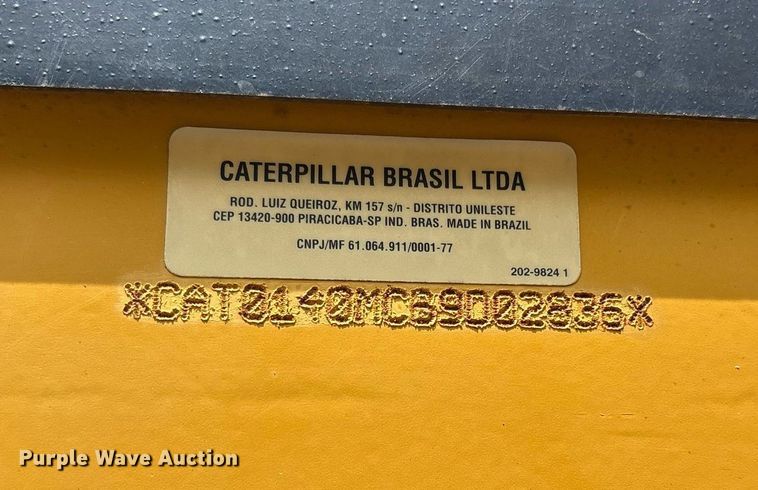 CATERPILLAR BRASIL LTDA
ROD. LUIZ QUEIROZ, KM 157 s/n - DISTRITO UNILESTE
CEP 13420-900 PIRACICABA-SP IND. BRAS. MADE IN BRAZIL
CNPJ/MF 61.064.911/0001-77
202-9824 1
*CAT0140MCB9D02836*
Purple Wave Auction